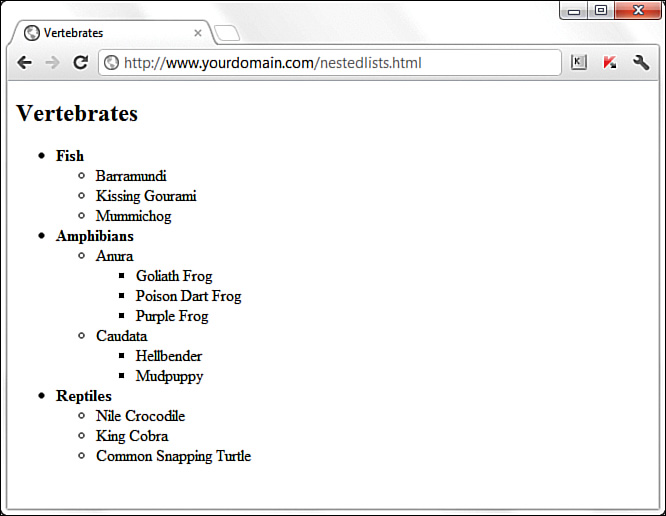 Vertebrates
http://www.yourdomain.com/nestedlists.html
K
Vertebrates
Fish
Barramundi
Kissing Gourami
Mummichog
Amphibians
Anura
Goliath Frog
Poison Dart Frog
Purple Frog
Caudata
Hellbender
Mudpuppy
Reptiles
Nile Crocodile
King Cobra
Common Snapping Turtle